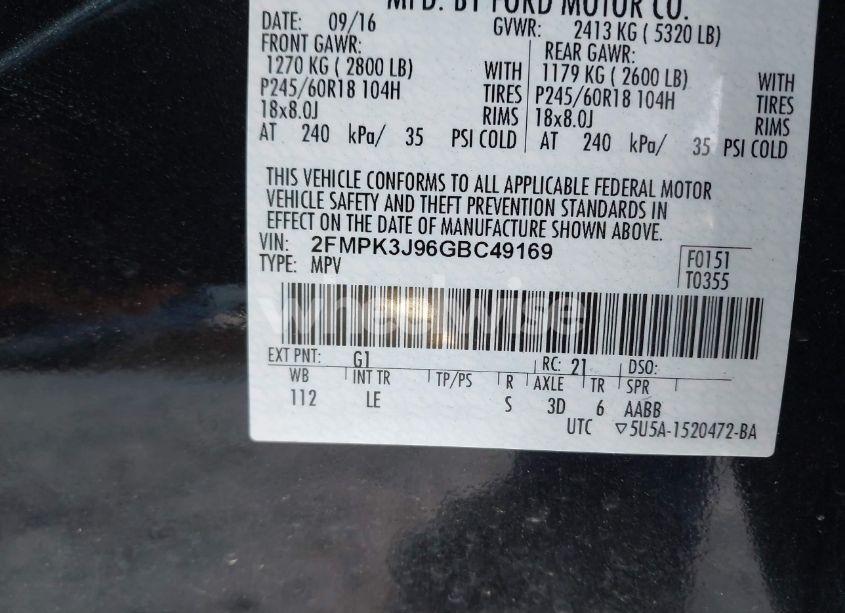 MFD. BY FORD MOTOR CO.
DATE: 09/16 GVWR: 2413 KG ( 5320 LB)
FRONT GAWR: REAR GAWR:
1270 KG ( 2800 LB) WITH 1179 KG ( 2600 LB) WITH
P245/60R18 104H TIRES P245/60R18 104H TIRES
18x8.0J RIMS 18x8.0J RIMS
AT 240 kPa/ 35 PSI COLD AT 240 kPa/ 35 PSI COLD
THIS VEHICLE CONFORMS TO ALL APPLICABLE FEDERAL MOTOR
VEHICLE SAFETY AND THEFT PREVENTION STANDARDS IN
EFFECT ON THE DATE OF MANUFACTURE SHOWN ABOVE.
VIN: 2FMPK3J96GBC49169
TYPE: MPV
F0151
T0355
wheelwise
EXT PNT: G1 RC: 21 DSO:
WB INT TR TP/PS R AXLE TR SPR
112 LE S 3D 6 AABB
UTC ▽5U5A-1520472-BA